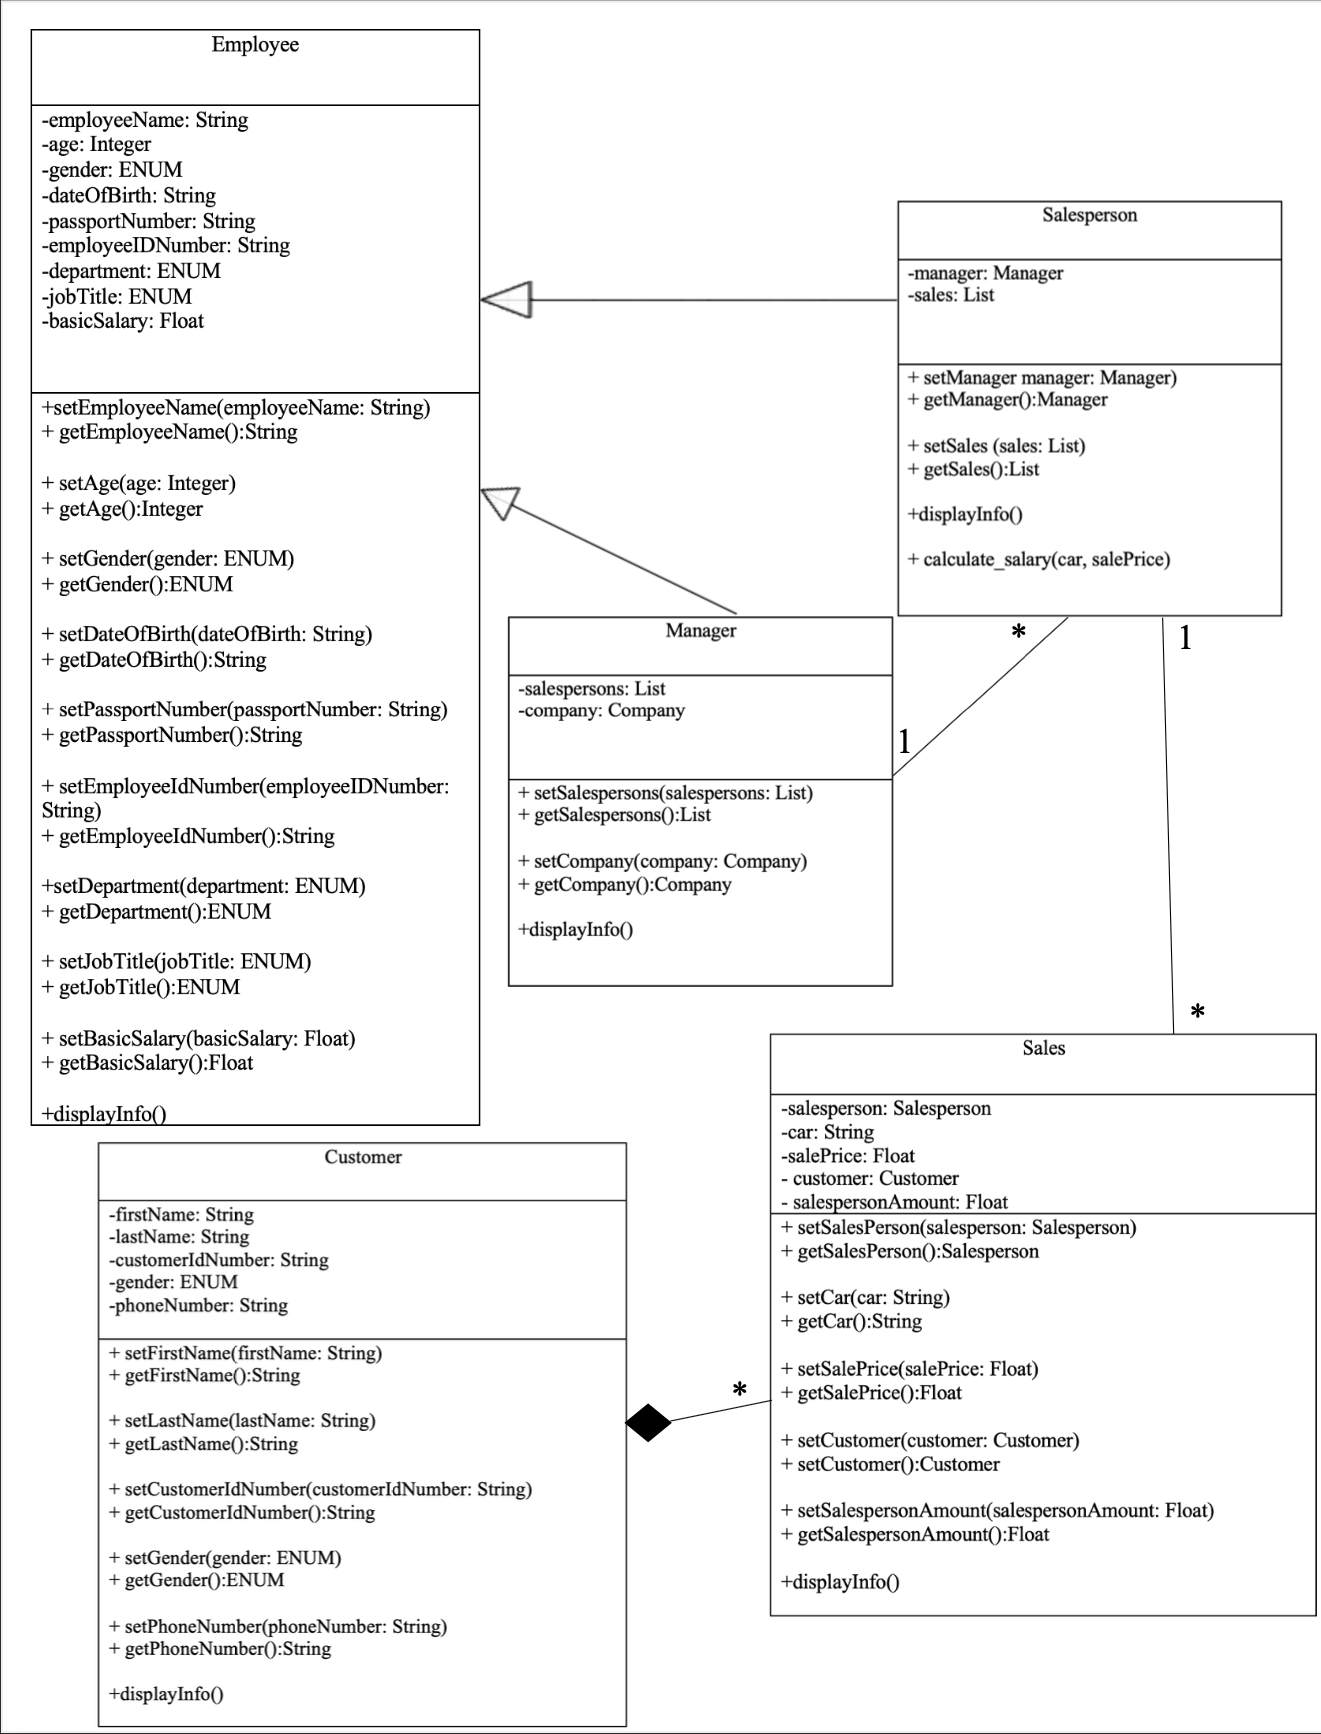 Employee
-employeeName: String
-age: Integer
-gender: ENUM
-dateOfBirth: String
-passportNumber: String
-employeeIDNumber: String
-department: ENUM
-jobTitle: ENUM
-basicSalary: Float
+setEmployeeName(employeeName: String)
+ getEmployeeName():String
+ setAge(age: Integer)
+ getAge():Integer
+ setGender(gender: ENUM)
+ getGender():ENUM
+ setDateOfBirth(dateOfBirth: String)
+ getDateOfBirth():String
+ setPassportNumber(passportNumber: String)
+ getPassportNumber():String
+ setEmployeeIdNumber(employeeIDNumber:
String)
+ getEmployeeIdNumber():String
+setDepartment(department: ENUM)
+ getDepartment():ENUM
+ setJobTitle(jobTitle: ENUM)
+ getJobTitle():ENUM
+ setBasicSalary(basicSalary: Float)
+ getBasicSalary():Float
+displayInfo()
Salesperson
-manager: Manager
-sales: List
+ setManager manager: Manager)
+ getManager():Manager
+ setSales (sales: List)
+ getSales():List
+displayInfo()
+ calculate_salary(car, salePrice)
*
1
1
*
Manager
-salespersons: List
-company: Company
+ setSalespersons(salespersons: List)
+ getSalespersons():List
+ setCompany(company: Company)
+ getCompany():Company
+displayInfo()
Sales
-salesperson: Salesperson
-car: String
-salePrice: Float
- customer: Customer
- salespersonAmount: Float
+ setSalesPerson(salesperson: Salesperson)
+ getSalesPerson():Salesperson
+ setCar(car: String)
+ getCar():String
+ setSalePrice(salePrice: Float)
+ getSalePrice():Float
+ setCustomer(customer: Customer)
+ setCustomer():Customer
+ setSalespersonAmount(salespersonAmount: Float)
+ getSalespersonAmount():Float
+displayInfo()
*
Customer
-firstName: String
-lastName: String
-customerIdNumber: String
-gender: ENUM
-phoneNumber: String
+ setFirstName(firstName: String)
+ getFirstName():String
+ setLastName(lastName: String)
+ getLastName():String
+ setCustomerIdNumber(customerIdNumber: String)
+ getCustomerIdNumber():String
+ setGender(gender: ENUM)
+ getGender():ENUM
+ setPhoneNumber(phoneNumber: String)
+ getPhoneNumber():String
+displayInfo()